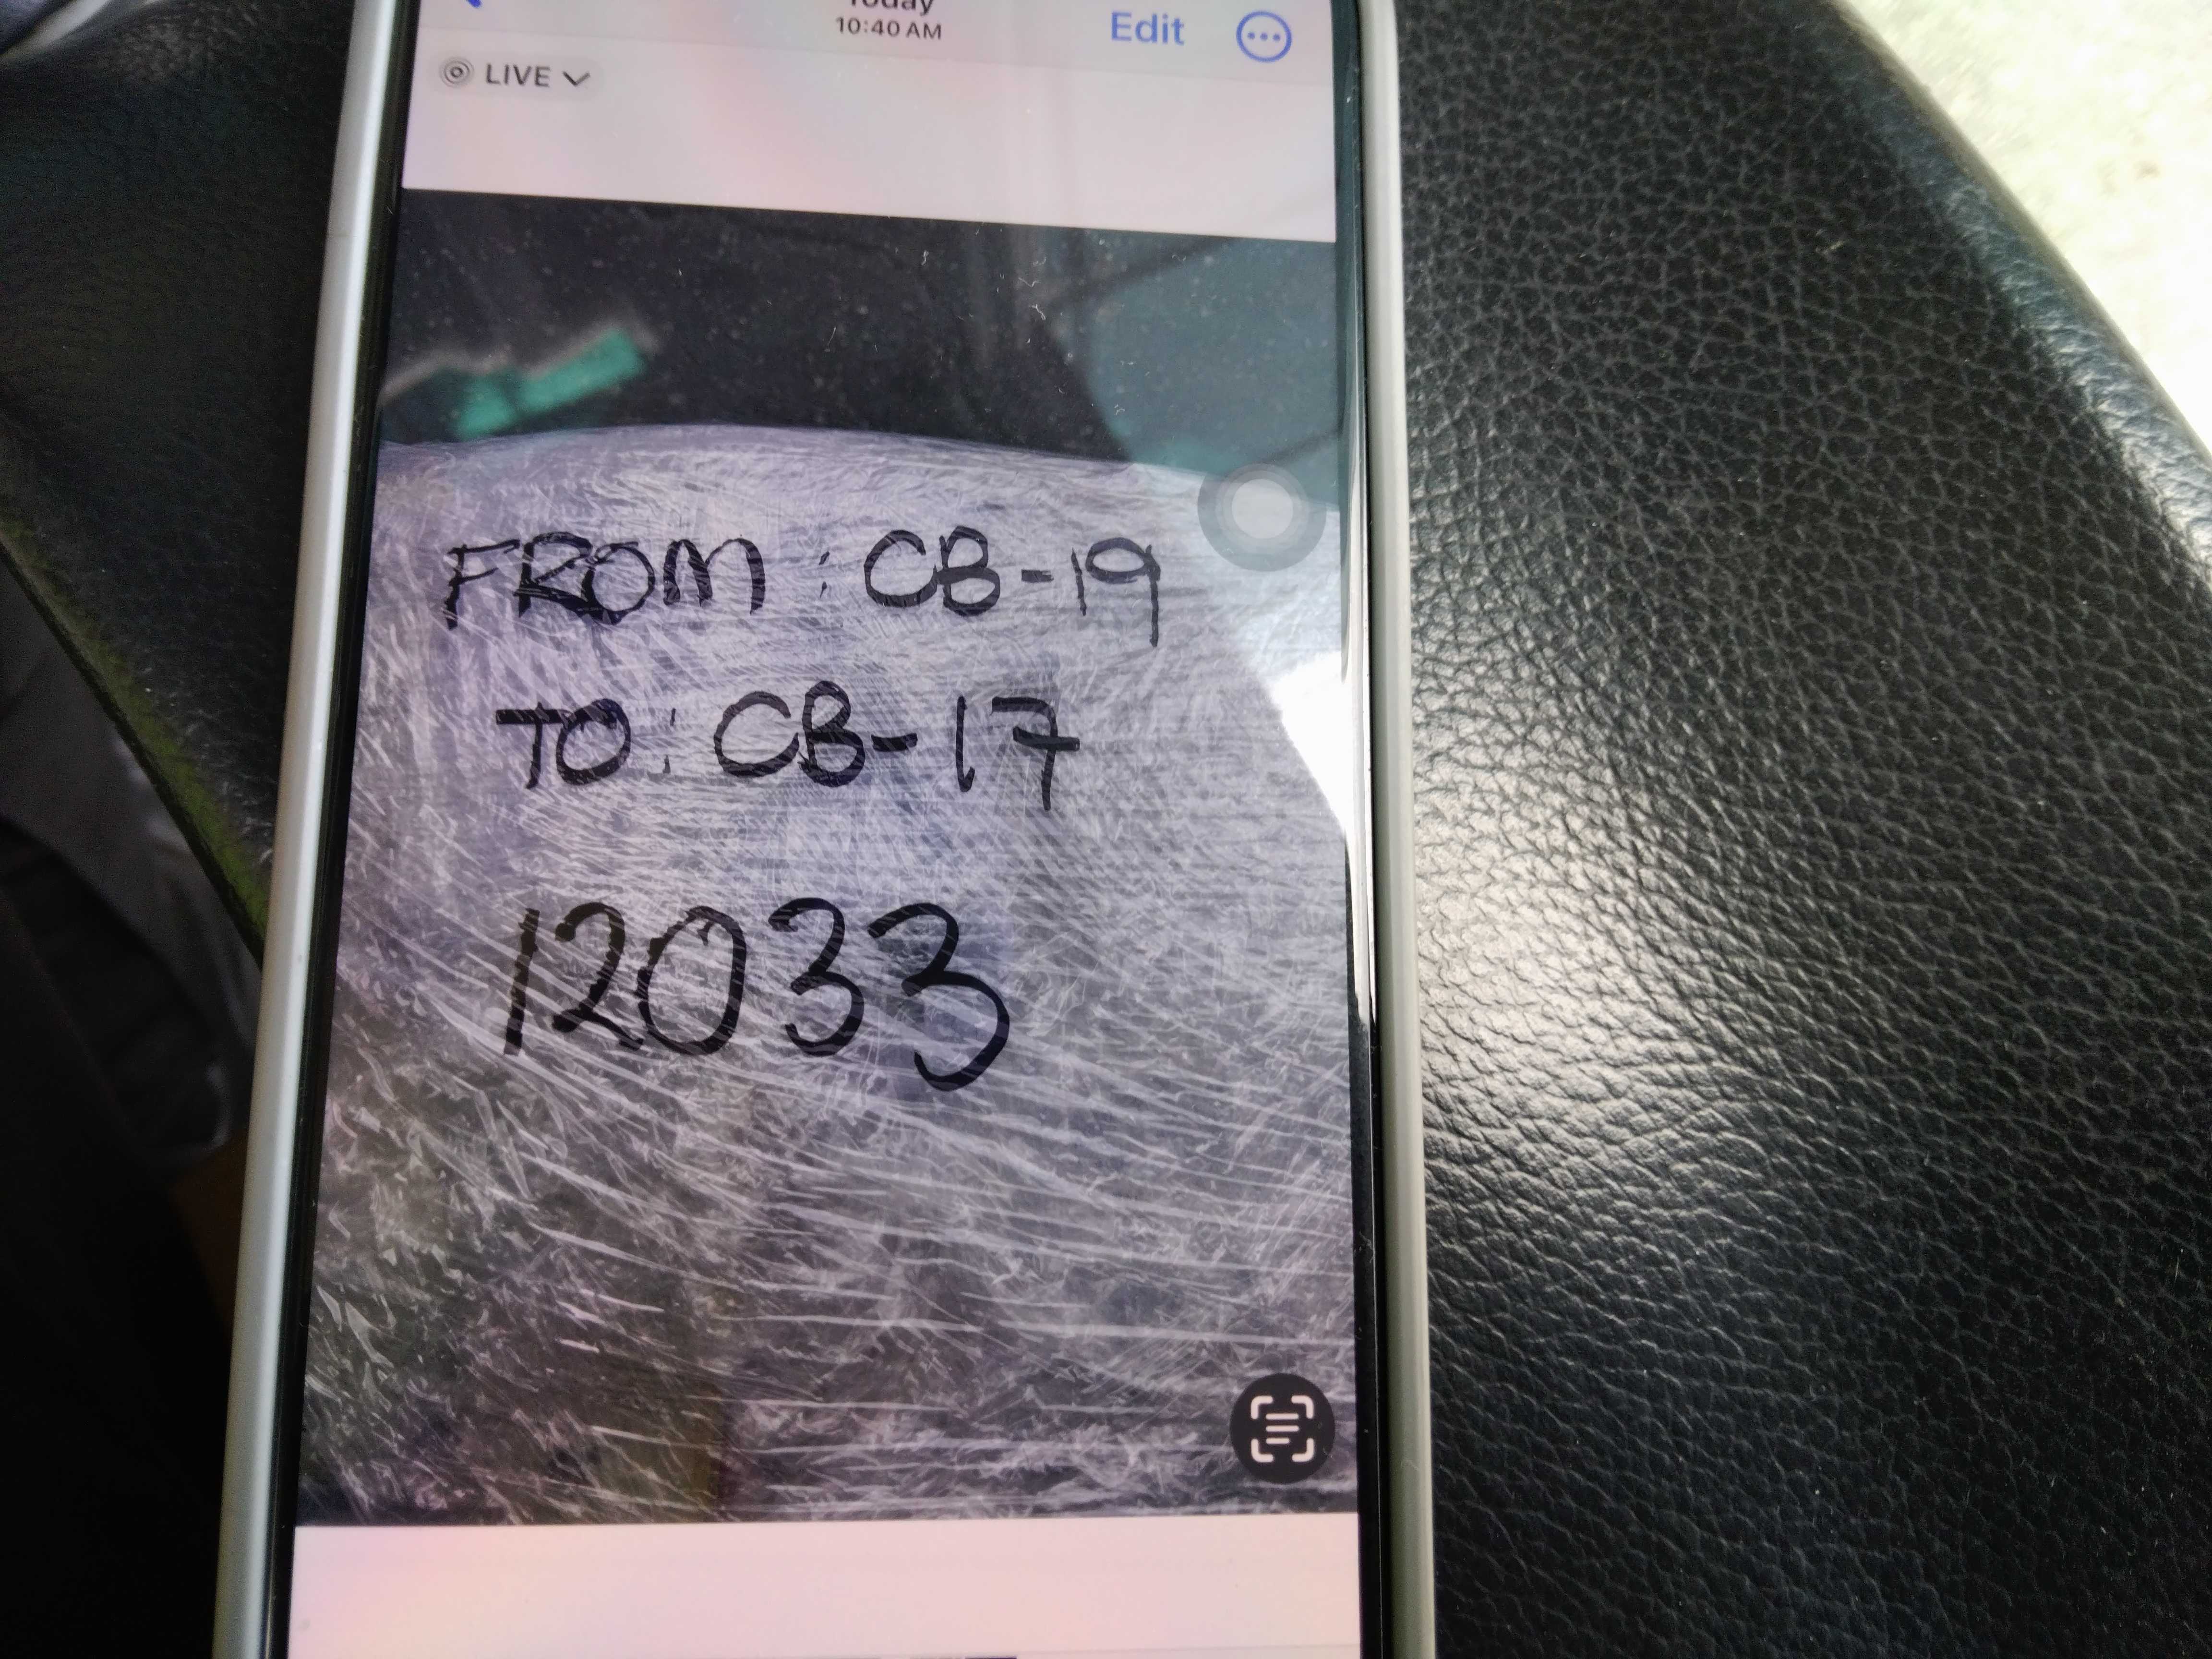 Today
10:40 AM
Edit
LIVE
FROM : CB-19
TO : CB-17
12033